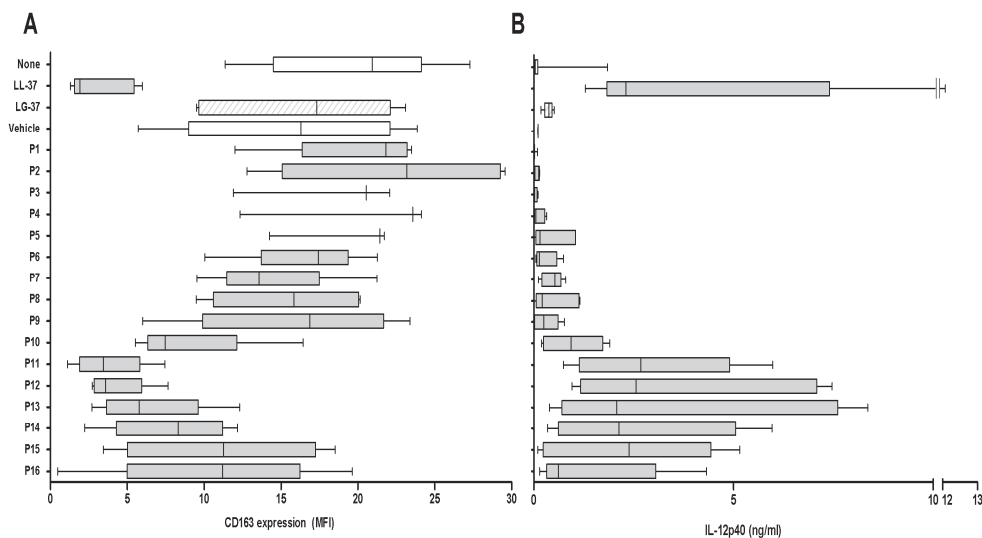 A B
None
LL-37
LG-37
Vehicle
P1
P2
P3
P4
P5
P6
P7
P8
P9
P10
P11
P12
P13
P14
P15
P16
0 5 10 15 20 25 30 0 5 10 12 13
CD163 expression (MFI) IL-12p40 (ng/ml)